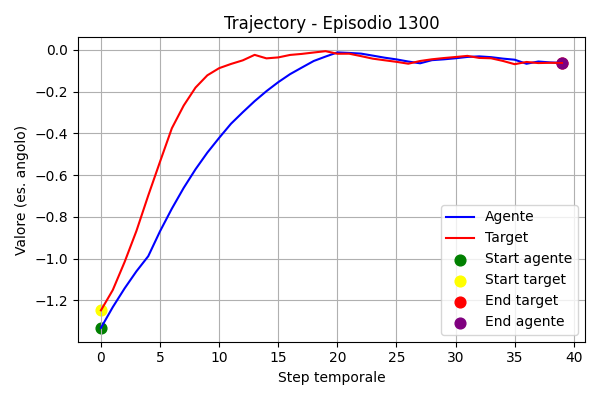 Trajectory - Episodio 1300
Valore (es. angolo)
0.0
−0.2
−0.4
−0.6
−0.8
−1.0
−1.2
Agente
Target
Start agente
Start target
End target
End agente
0 5 10 15 20 25 30 35 40
Step temporale